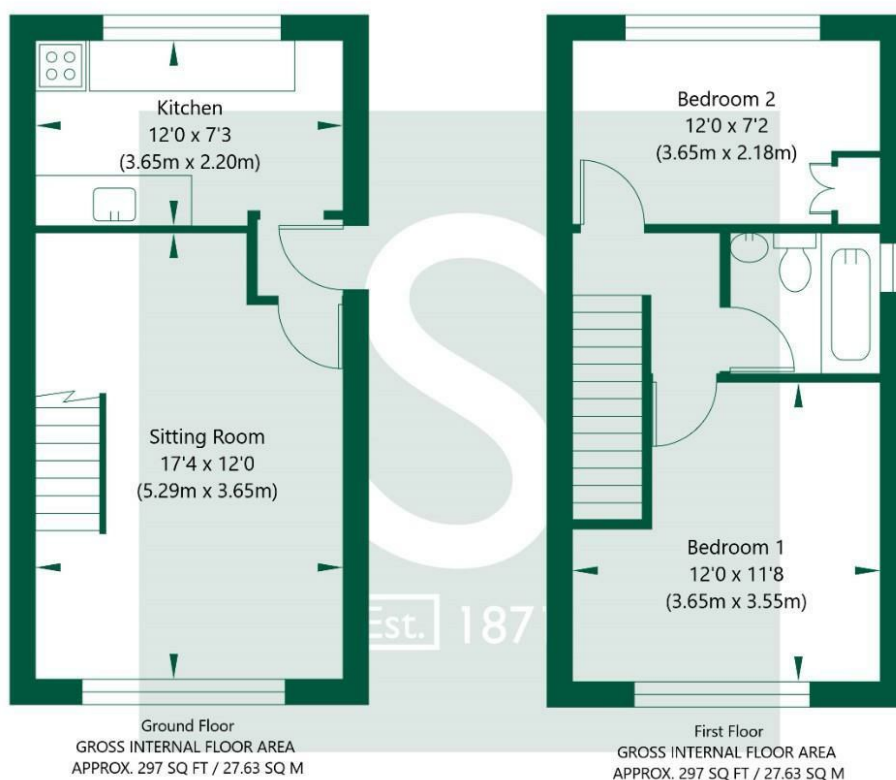 Kitchen
12'0 x 7'3
(3.65m x 2.20m)
Sitting Room
17'4 x 12'0
(5.29m x 3.65m)
Ground Floor
GROSS INTERNAL FLOOR AREA
APPROX. 297 SQ FT / 27.63 SQ M
Bedroom 2
12'0 x 7'2
(3.65m x 2.18m)
Bedroom 1
12'0 x 11'8
(3.65m x 3.55m)
First Floor
GROSS INTERNAL FLOOR AREA
APPROX. 297 SQ FT / 27.63 SQ M
S
Est. 187